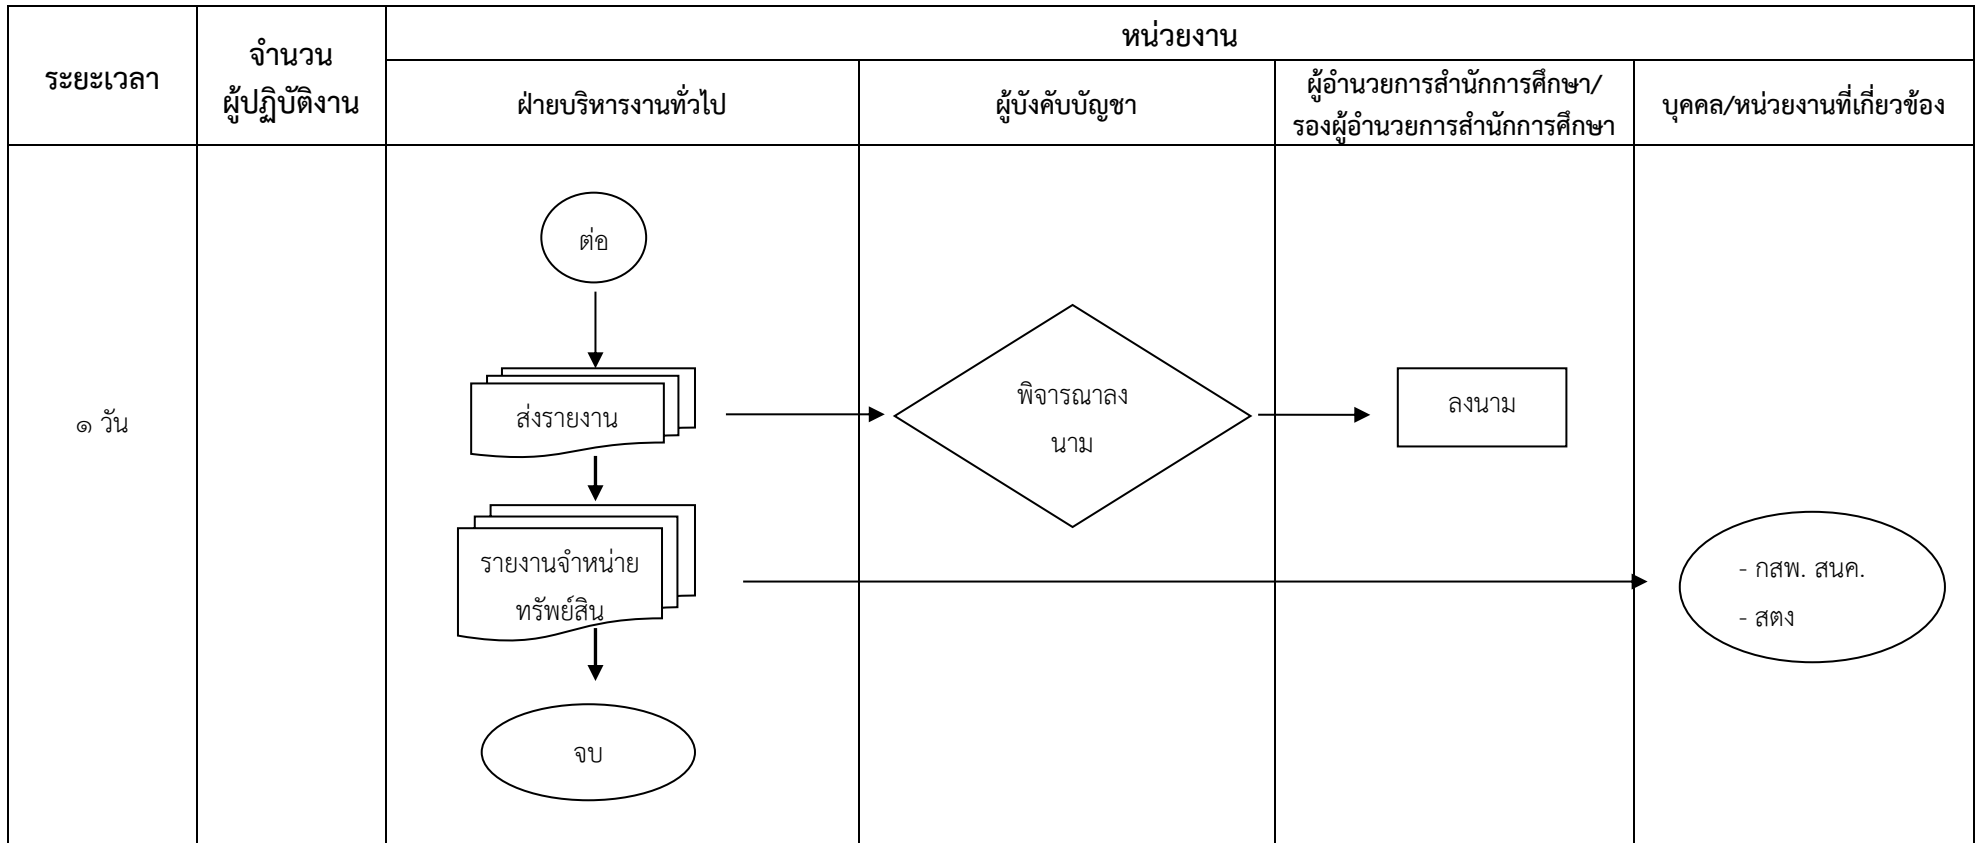 ระยะเวลา
จำนวน
ผู้ปฏิบัติงาน
หน่วยงาน
ฝ่ายบริหารงานทั่วไป
ผู้บังคับบัญชา
ผู้อำนวยการสำนักการศึกษา/
รองผู้อำนวยการสำนักการศึกษา
บุคคล/หน่วยงานที่เกี่ยวข้อง
๑ วัน
ต่อ
ส่งรายงาน
พิจารณาลง
นาม
ลงนาม
รายงานจำหน่าย
ทรัพย์สิน
- กสพ. สนค.
- สตง
จบ